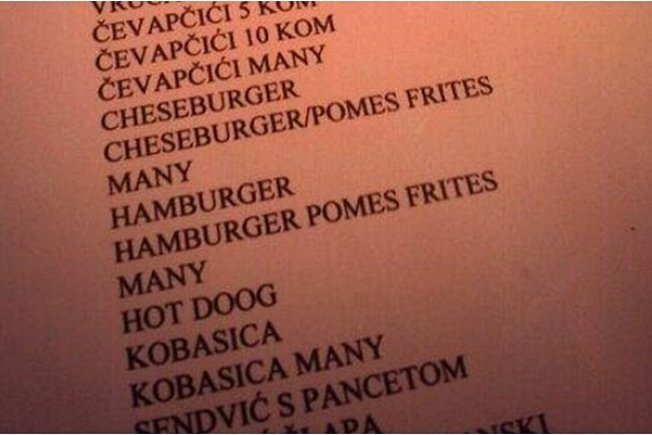 ČEVAPČIĆI 5 KOM
ČEVAPČIĆI 10 KOM
ČEVAPČIĆI MANY
CHESEBURGER
CHESEBURGER/POMES FRITES
MANY
HAMBURGER
HAMBURGER POMES FRITES
MANY
HOT DOOG
KOBASICA
KOBASICA MANY
SENDVIĆ S PANCETOM